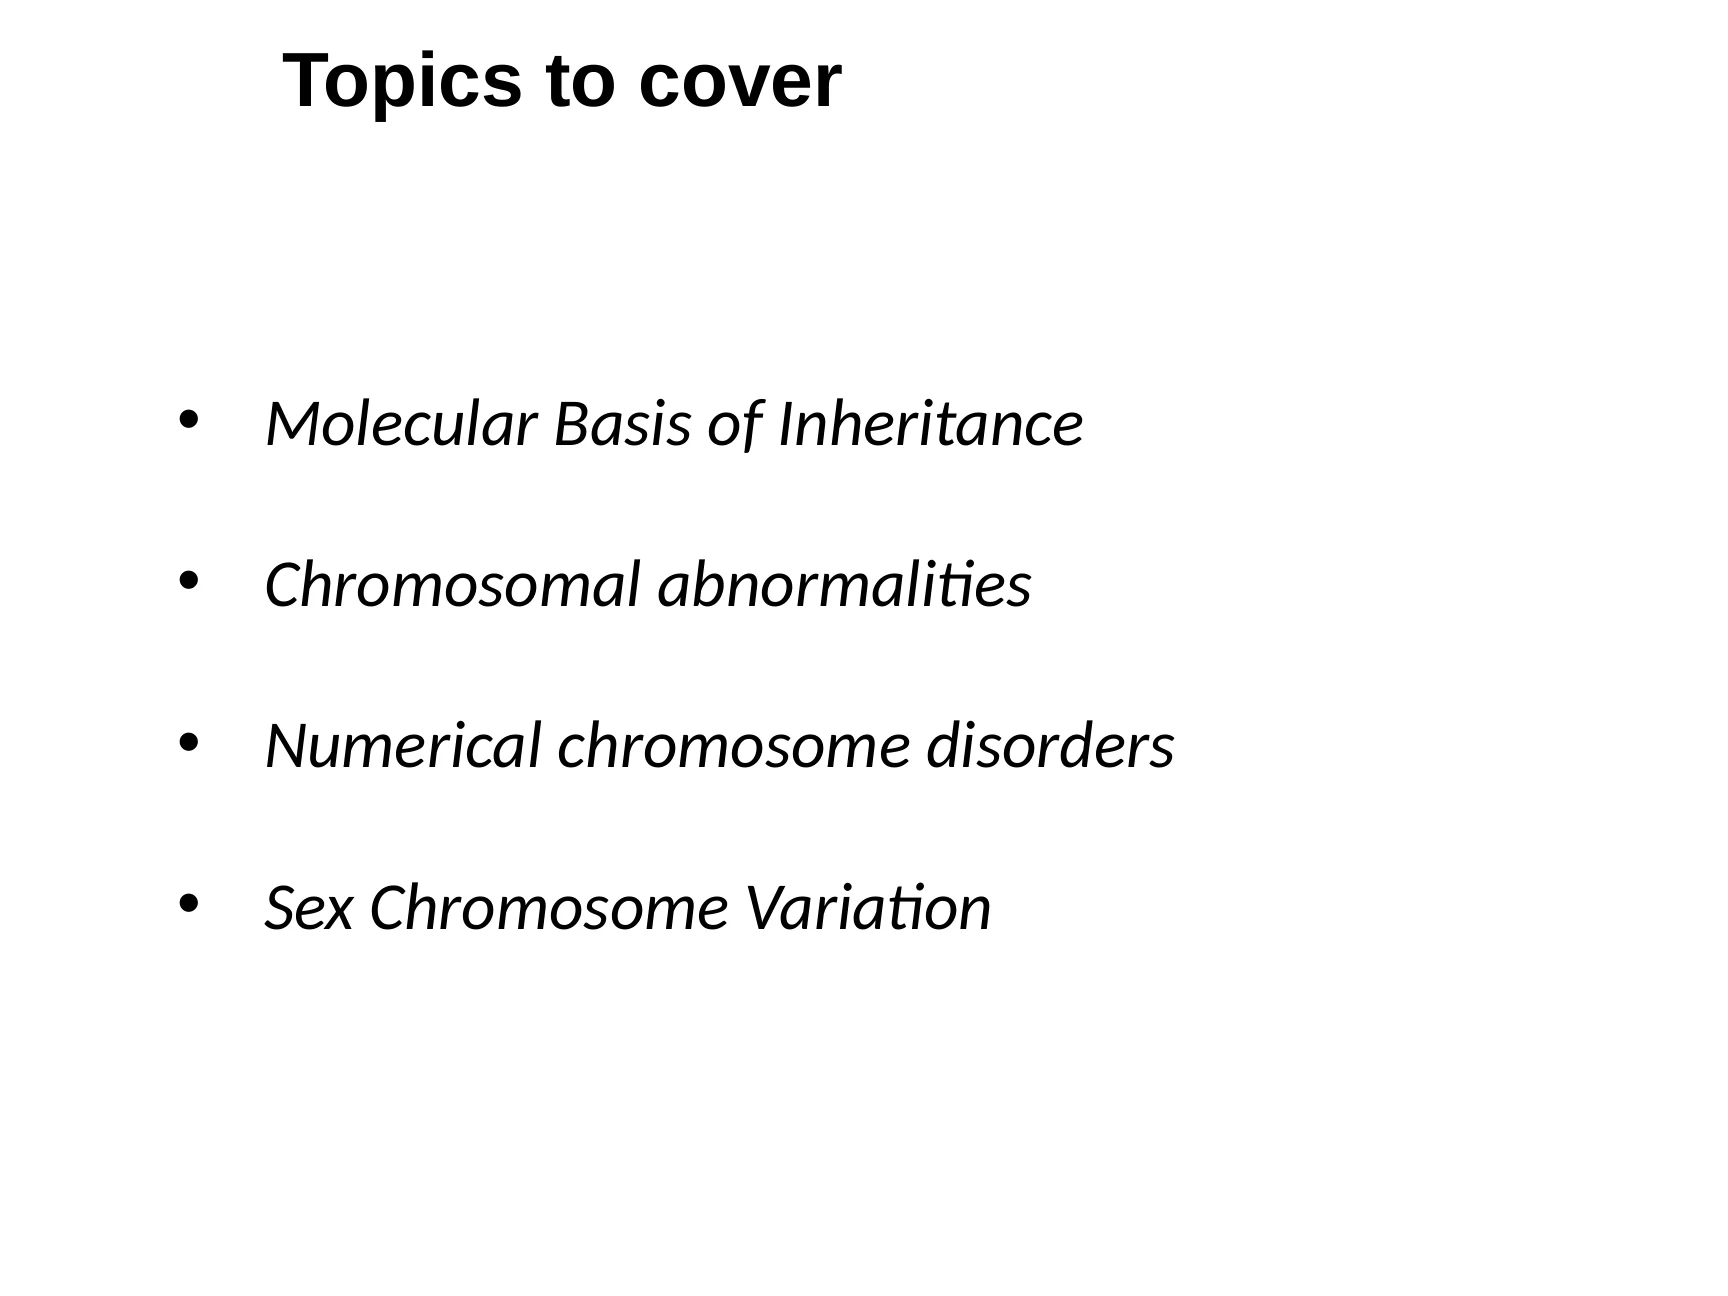 Topics to cover
• Molecular Basis of Inheritance
• Chromosomal abnormalities
• Numerical chromosome disorders
• Sex Chromosome Variation